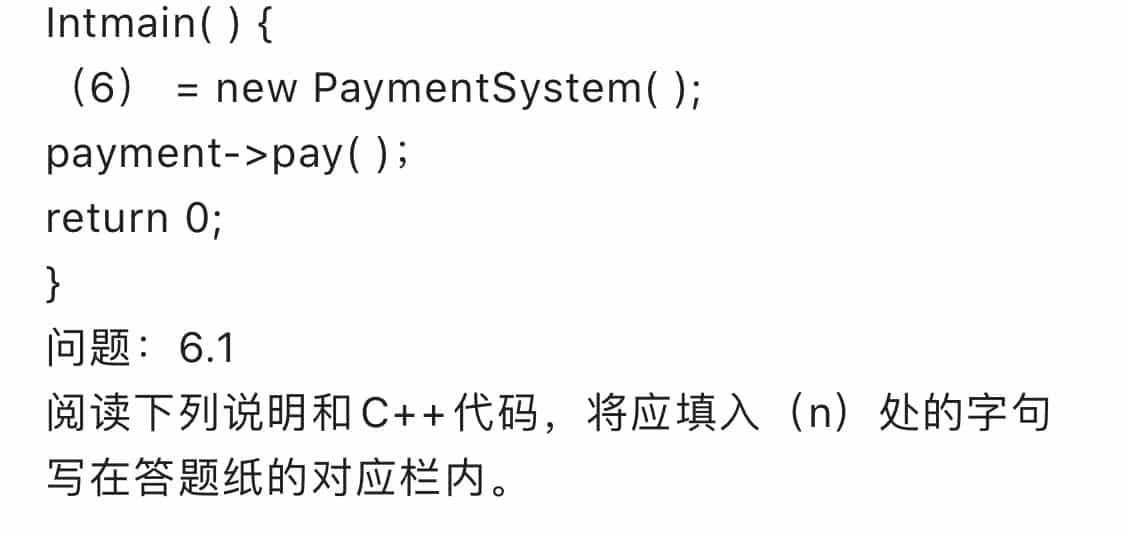 Intmain( ) {
（6） = new PaymentSystem( );
payment->pay( );
return 0;
}
问题：6.1
阅读下列说明和C++代码，将应填入（n）处的字句
写在答题纸的对应栏内。